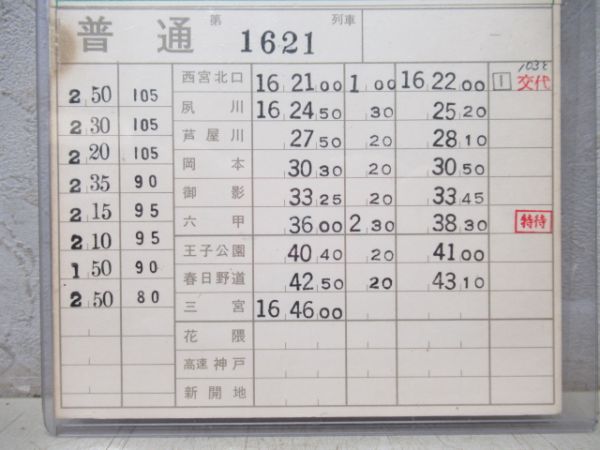 普通 第 1621 列車
西宮北口 16 21 00 1 00 16 22 00 1 交代
2 50 105
夙川 16 24 50 30 25 20
2 30 105
芦屋川 27 50 20 28 10
2 20 105
岡本 30 30 20 30 50
2 35 90
御影 33 25 20 33 45
2 15 95
六甲 36 00 2 30 38 30 特待
2 10 95
王子公園 40 40 20 41 00
1 50 90
春日野道 42 50 20 43 10
2 50 80
三宮 16 46 00
花隈
高速神戸
新開地